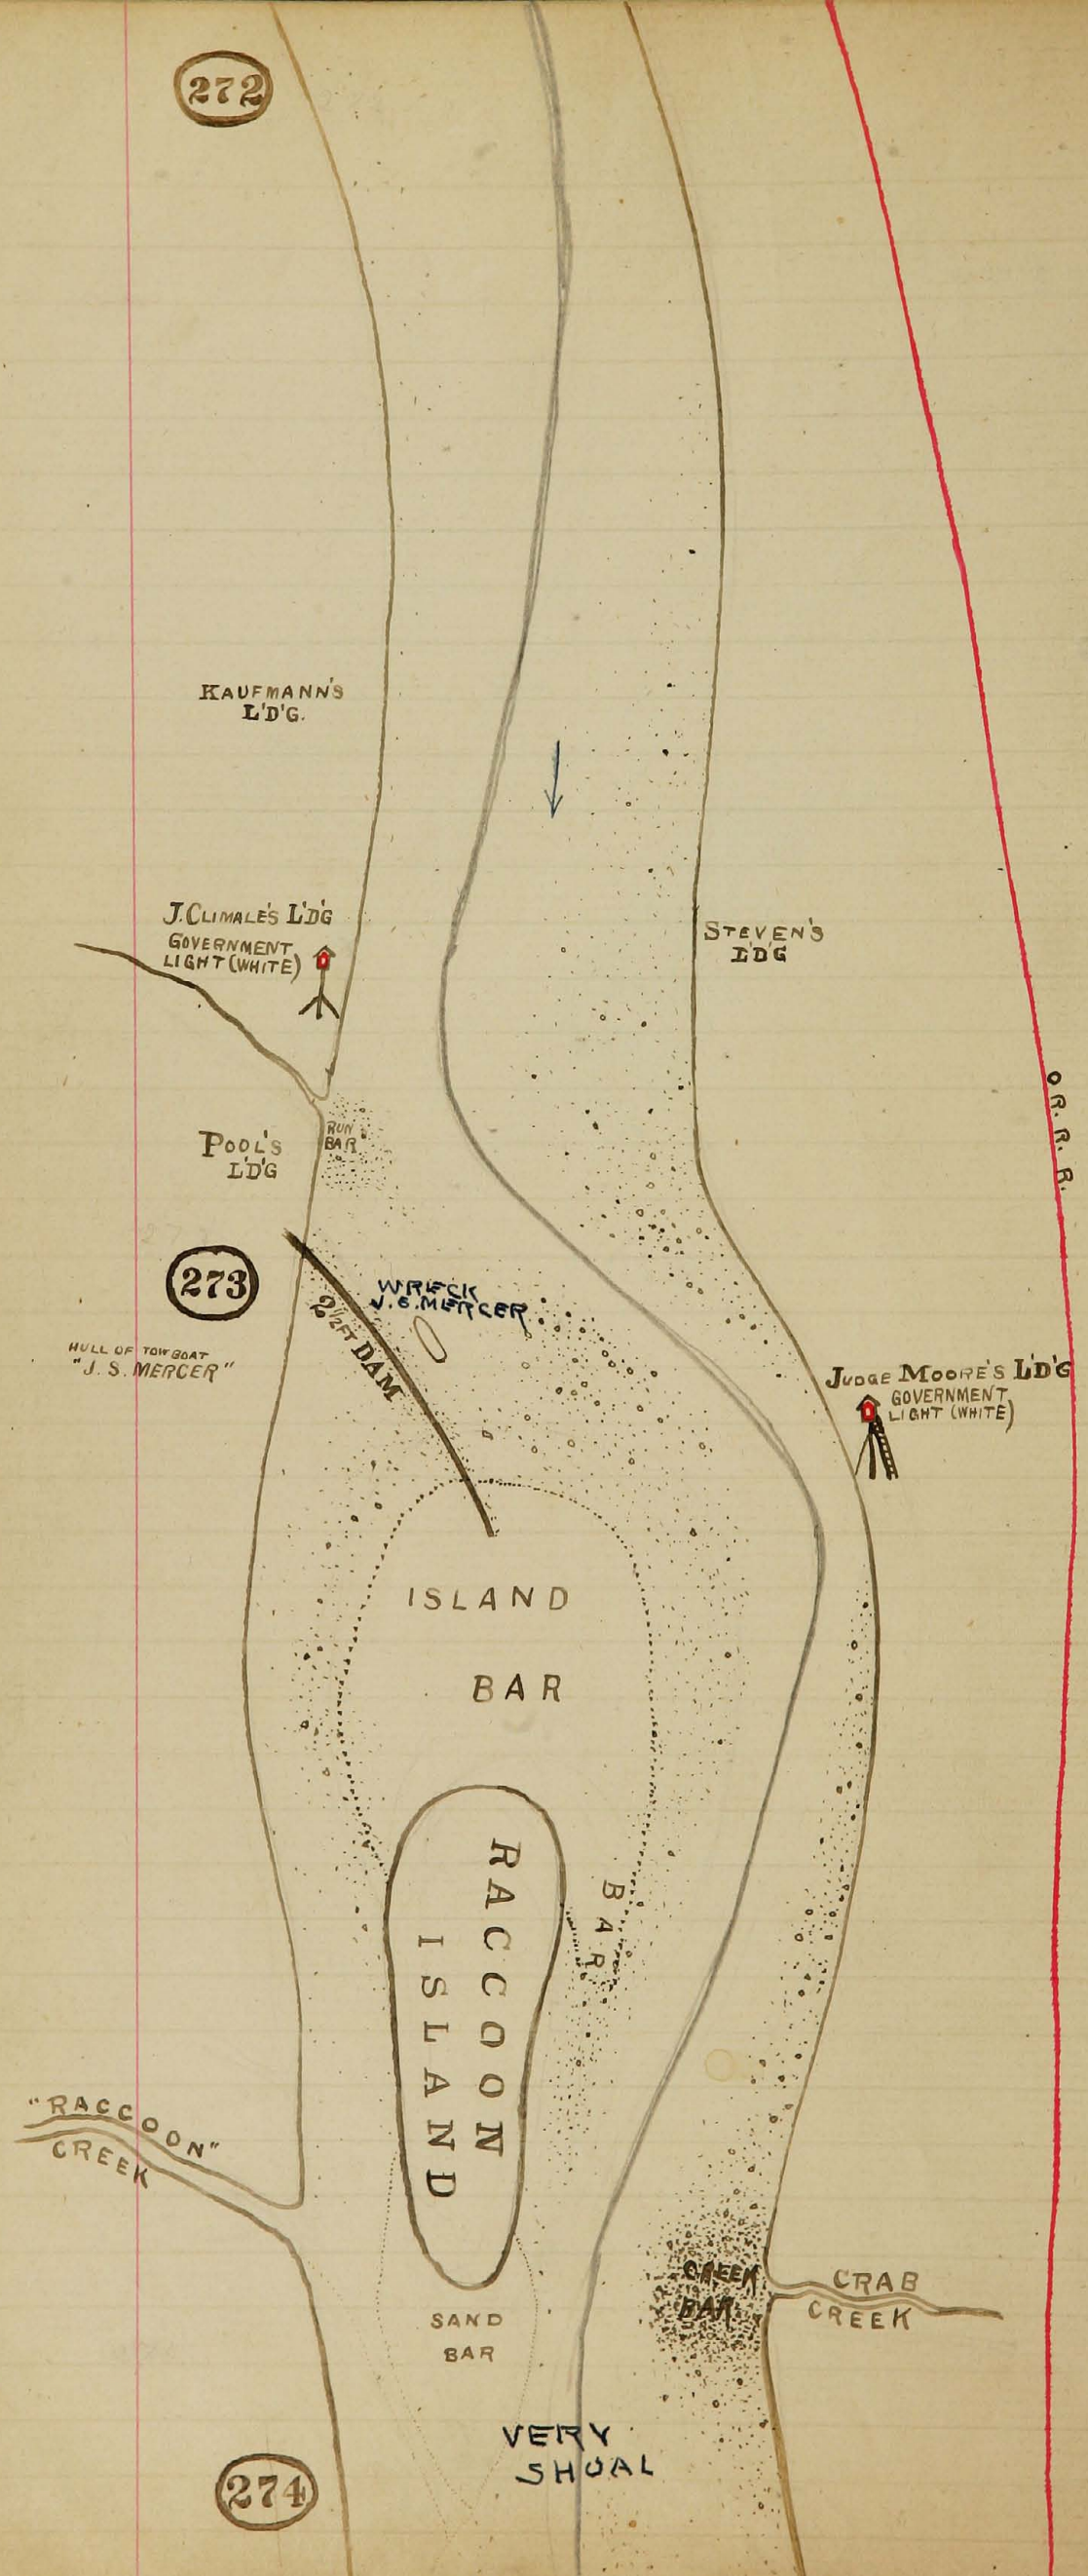 272
KAUFMANN'S
L'D'G.
J. CLIMALE'S L'D'G
GOVERNMENT
LIGHT (WHITE)
STEVEN'S
L'D'G
O R. R. R.
POOL'S
L'D'G
RUN
BAR
273
WRECK
J. S. MERCER
2 1/2 FT DAM
HULL OF TOWBOAT
"J. S. MERCER"
JUDGE MOORE'S L'D'G
GOVERNMENT
LIGHT (WHITE)
ISLAND
BAR
RACCOON
ISLAND
BAR
"RACCOON"
CREEK
CREEK
BAR
CRAB
CREEK
SAND
BAR
VERY
SHOAL
274